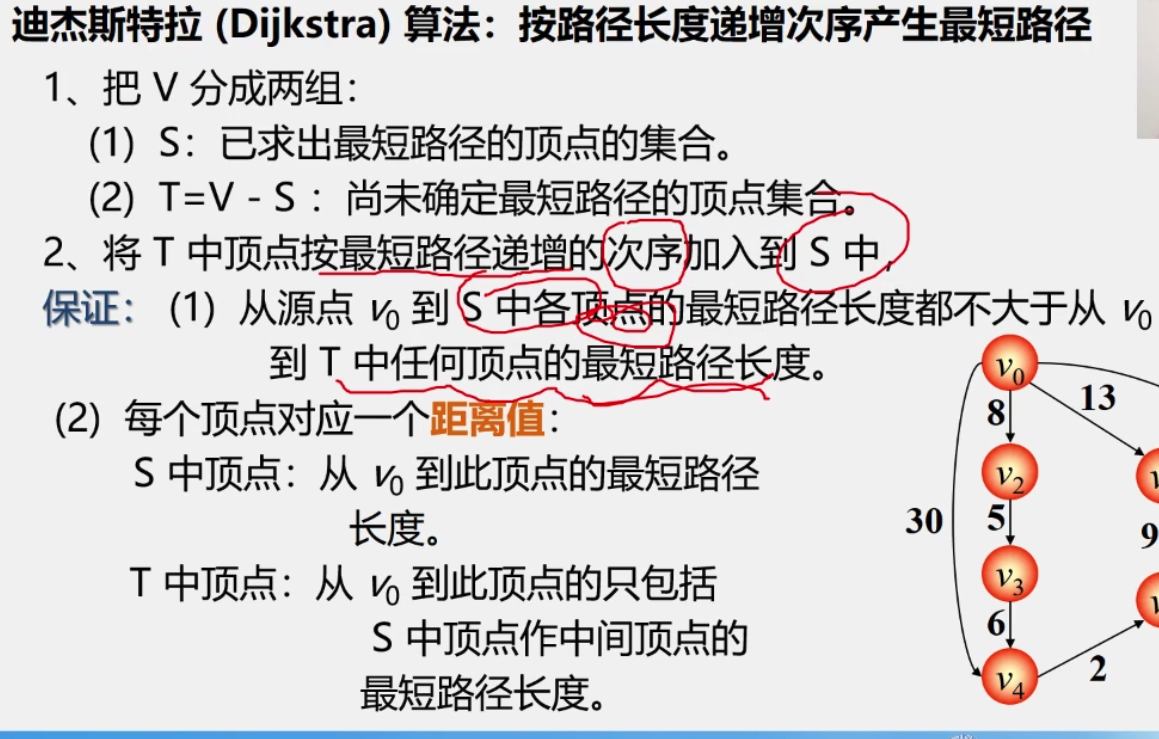 迪杰斯特拉 (Dijkstra) 算法：按路径长度递增次序产生最短路径
1、把 V 分成两组：
(1) S：已求出最短路径的顶点的集合。
(2) T=V - S ：尚未确定最短路径的顶点集合。
2、将 T 中顶点按最短路径递增的次序加入到 S 中，
保证：(1) 从源点 v0 到 S 中各顶点的最短路径长度都不大于从 v0
到 T 中任何顶点的最短路径长度。
(2) 每个顶点对应一个距离值：
S 中顶点：从 v0 到此顶点的最短路径
长度。
T 中顶点：从 v0 到此顶点的只包括
S 中顶点作中间顶点的
最短路径长度。
v0
8
13
v2
30
5
9
v3
6
v4
2